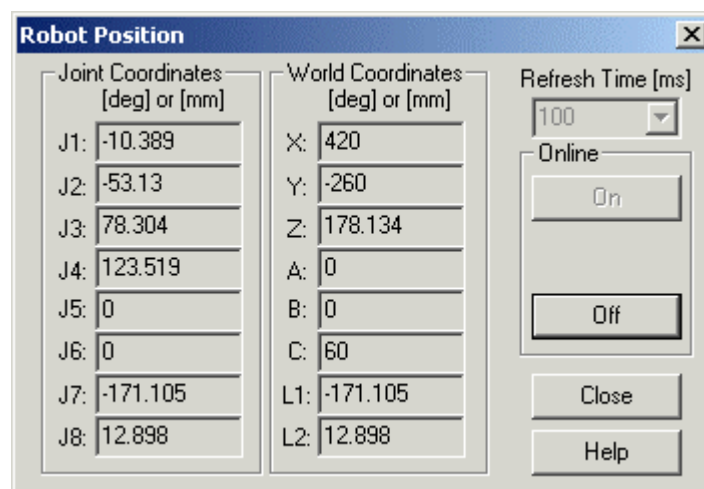 Robot Position
Joint Coordinates
[deg] or [mm]
J1: -10.389
J2: -53.13
J3: 78.304
J4: 123.519
J5: 0
J6: 0
J7: -171.105
J8: 12.898
World Coordinates
[deg] or [mm]
X: 420
Y: -260
Z: 178.134
A: 0
B: 0
C: 60
L1: -171.105
L2: 12.898
Refresh Time [ms]
100
Online
On
Off
Close
Help